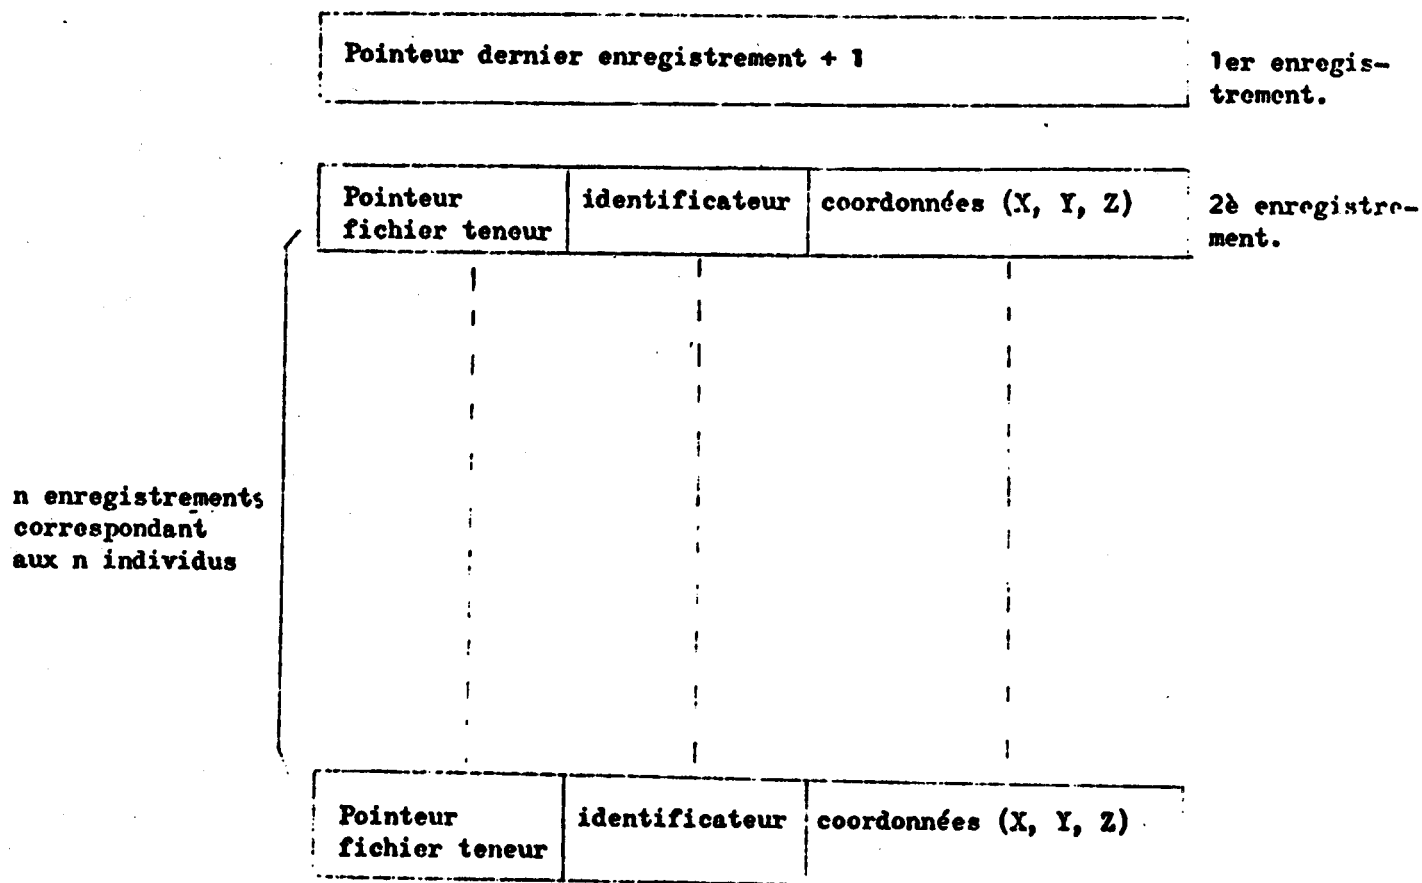 Pointeur dernier enregistrement + 1
1er enregis-
trement.
Pointeur
fichier teneur
identificateur
coordonnées (X, Y, Z)
2è enregistre-
ment.
n enregistrements
correspondant
aux n individus
Pointeur
fichier teneur
identificateur
coordonnées (X, Y, Z)